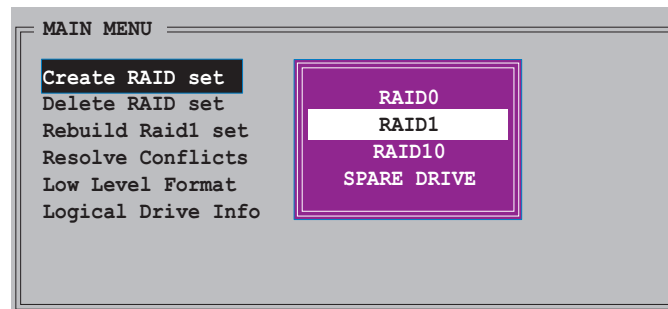 MAIN MENU
Create RAID set
Delete RAID set
Rebuild Raid1 set
Resolve Conflicts
Low Level Format
Logical Drive Info
RAID0
RAID1
RAID10
SPARE DRIVE